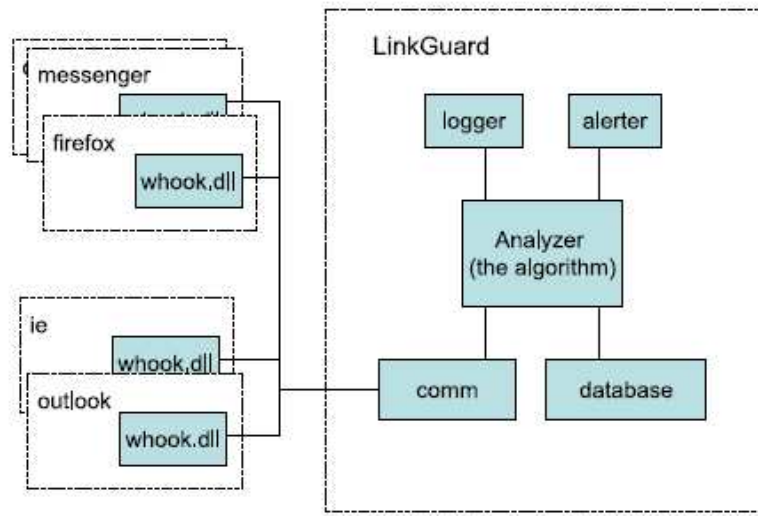 LinkGuard
messenger
logger
alerter
firefox
whook.dll
Analyzer
(the algorithm)
ie
whook.dll
comm
database
outlook
whook.dll